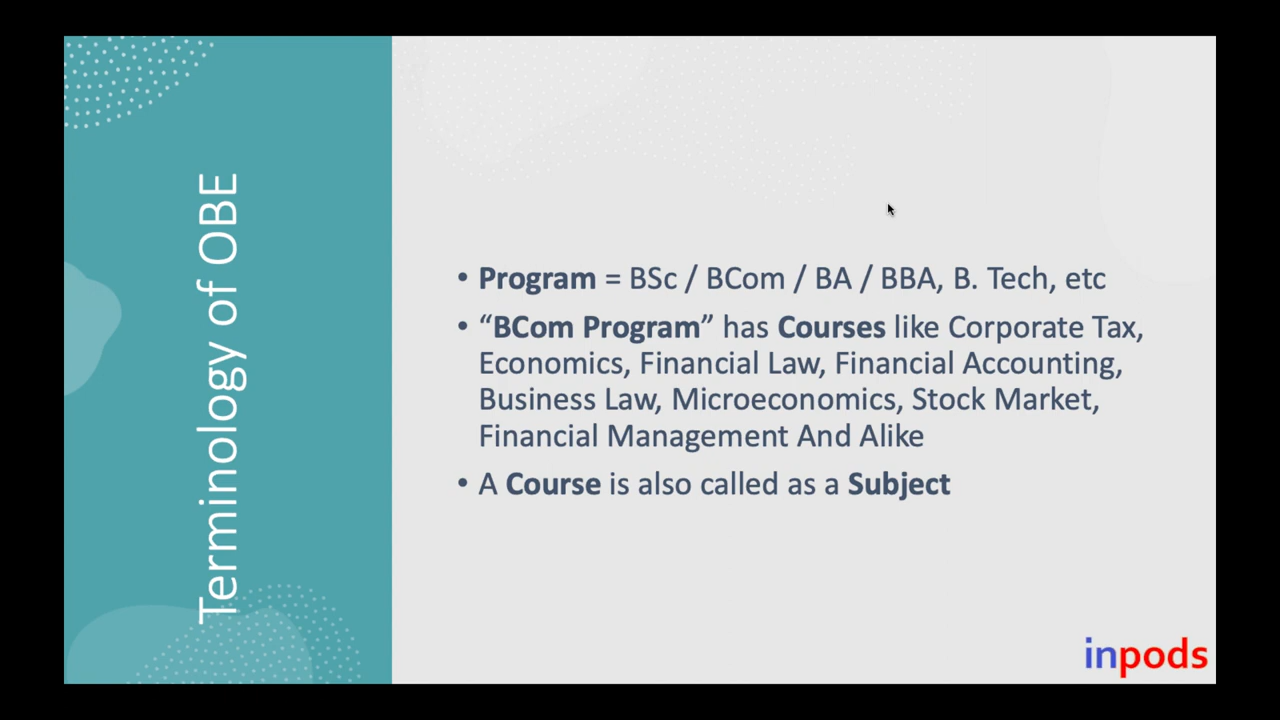 Terminology of OBE
• Program = BSc / BCom / BA / BBA, B. Tech, etc
• “BCom Program” has Courses like Corporate Tax,
Economics, Financial Law, Financial Accounting,
Business Law, Microeconomics, Stock Market,
Financial Management And Alike
• A Course is also called as a Subject
inpods